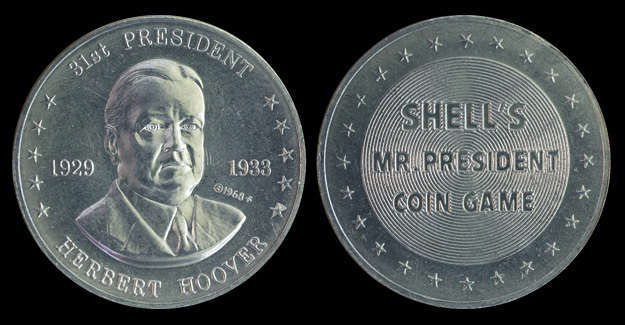 31st PRESIDENT
1929
1933
©1968
HERBERT HOOVER
SHELL'S
MR. PRESIDENT
COIN GAME